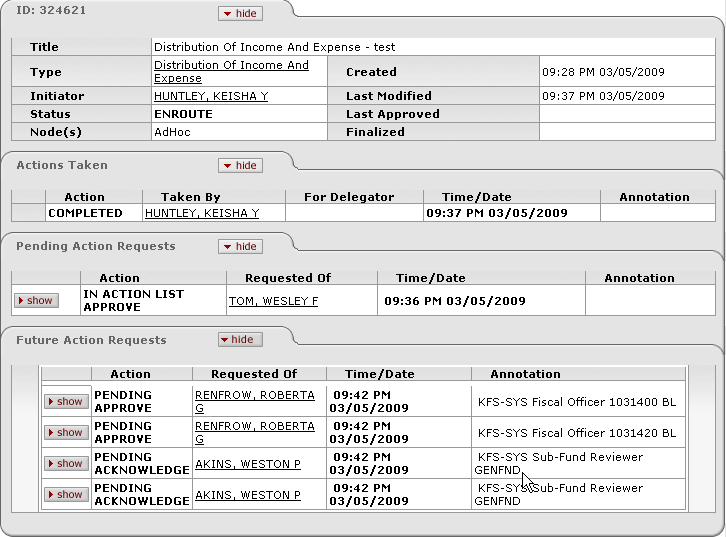 ID: 324621 hide
Title Distribution Of Income And Expense - test
Type Distribution Of Income And Expense Created 09:28 PM 03/05/2009
Initiator HUNTLEY, KEISHA Y Last Modified 09:37 PM 03/05/2009
Status ENROUTE Last Approved
Node(s) AdHoc Finalized
Actions Taken hide
Action Taken By For Delegator Time/Date Annotation
COMPLETED HUNTLEY, KEISHA Y 09:37 PM 03/05/2009
Pending Action Requests hide
Action Requested Of Time/Date Annotation
show IN ACTION LIST APPROVE TOM, WESLEY F 09:36 PM 03/05/2009
Future Action Requests hide
Action Requested Of Time/Date Annotation
show PENDING APPROVE RENFROW, ROBERTA G 09:42 PM 03/05/2009 KFS-SYS Fiscal Officer 1031400 BL
show PENDING APPROVE RENFROW, ROBERTA G 09:42 PM 03/05/2009 KFS-SYS Fiscal Officer 1031420 BL
show PENDING ACKNOWLEDGE AKINS, WESTON P 09:42 PM 03/05/2009 KFS-SYS Sub-Fund Reviewer GENFND
show PENDING ACKNOWLEDGE AKINS, WESTON P 09:42 PM 03/05/2009 KFS-SYS Sub-Fund Reviewer GENFND